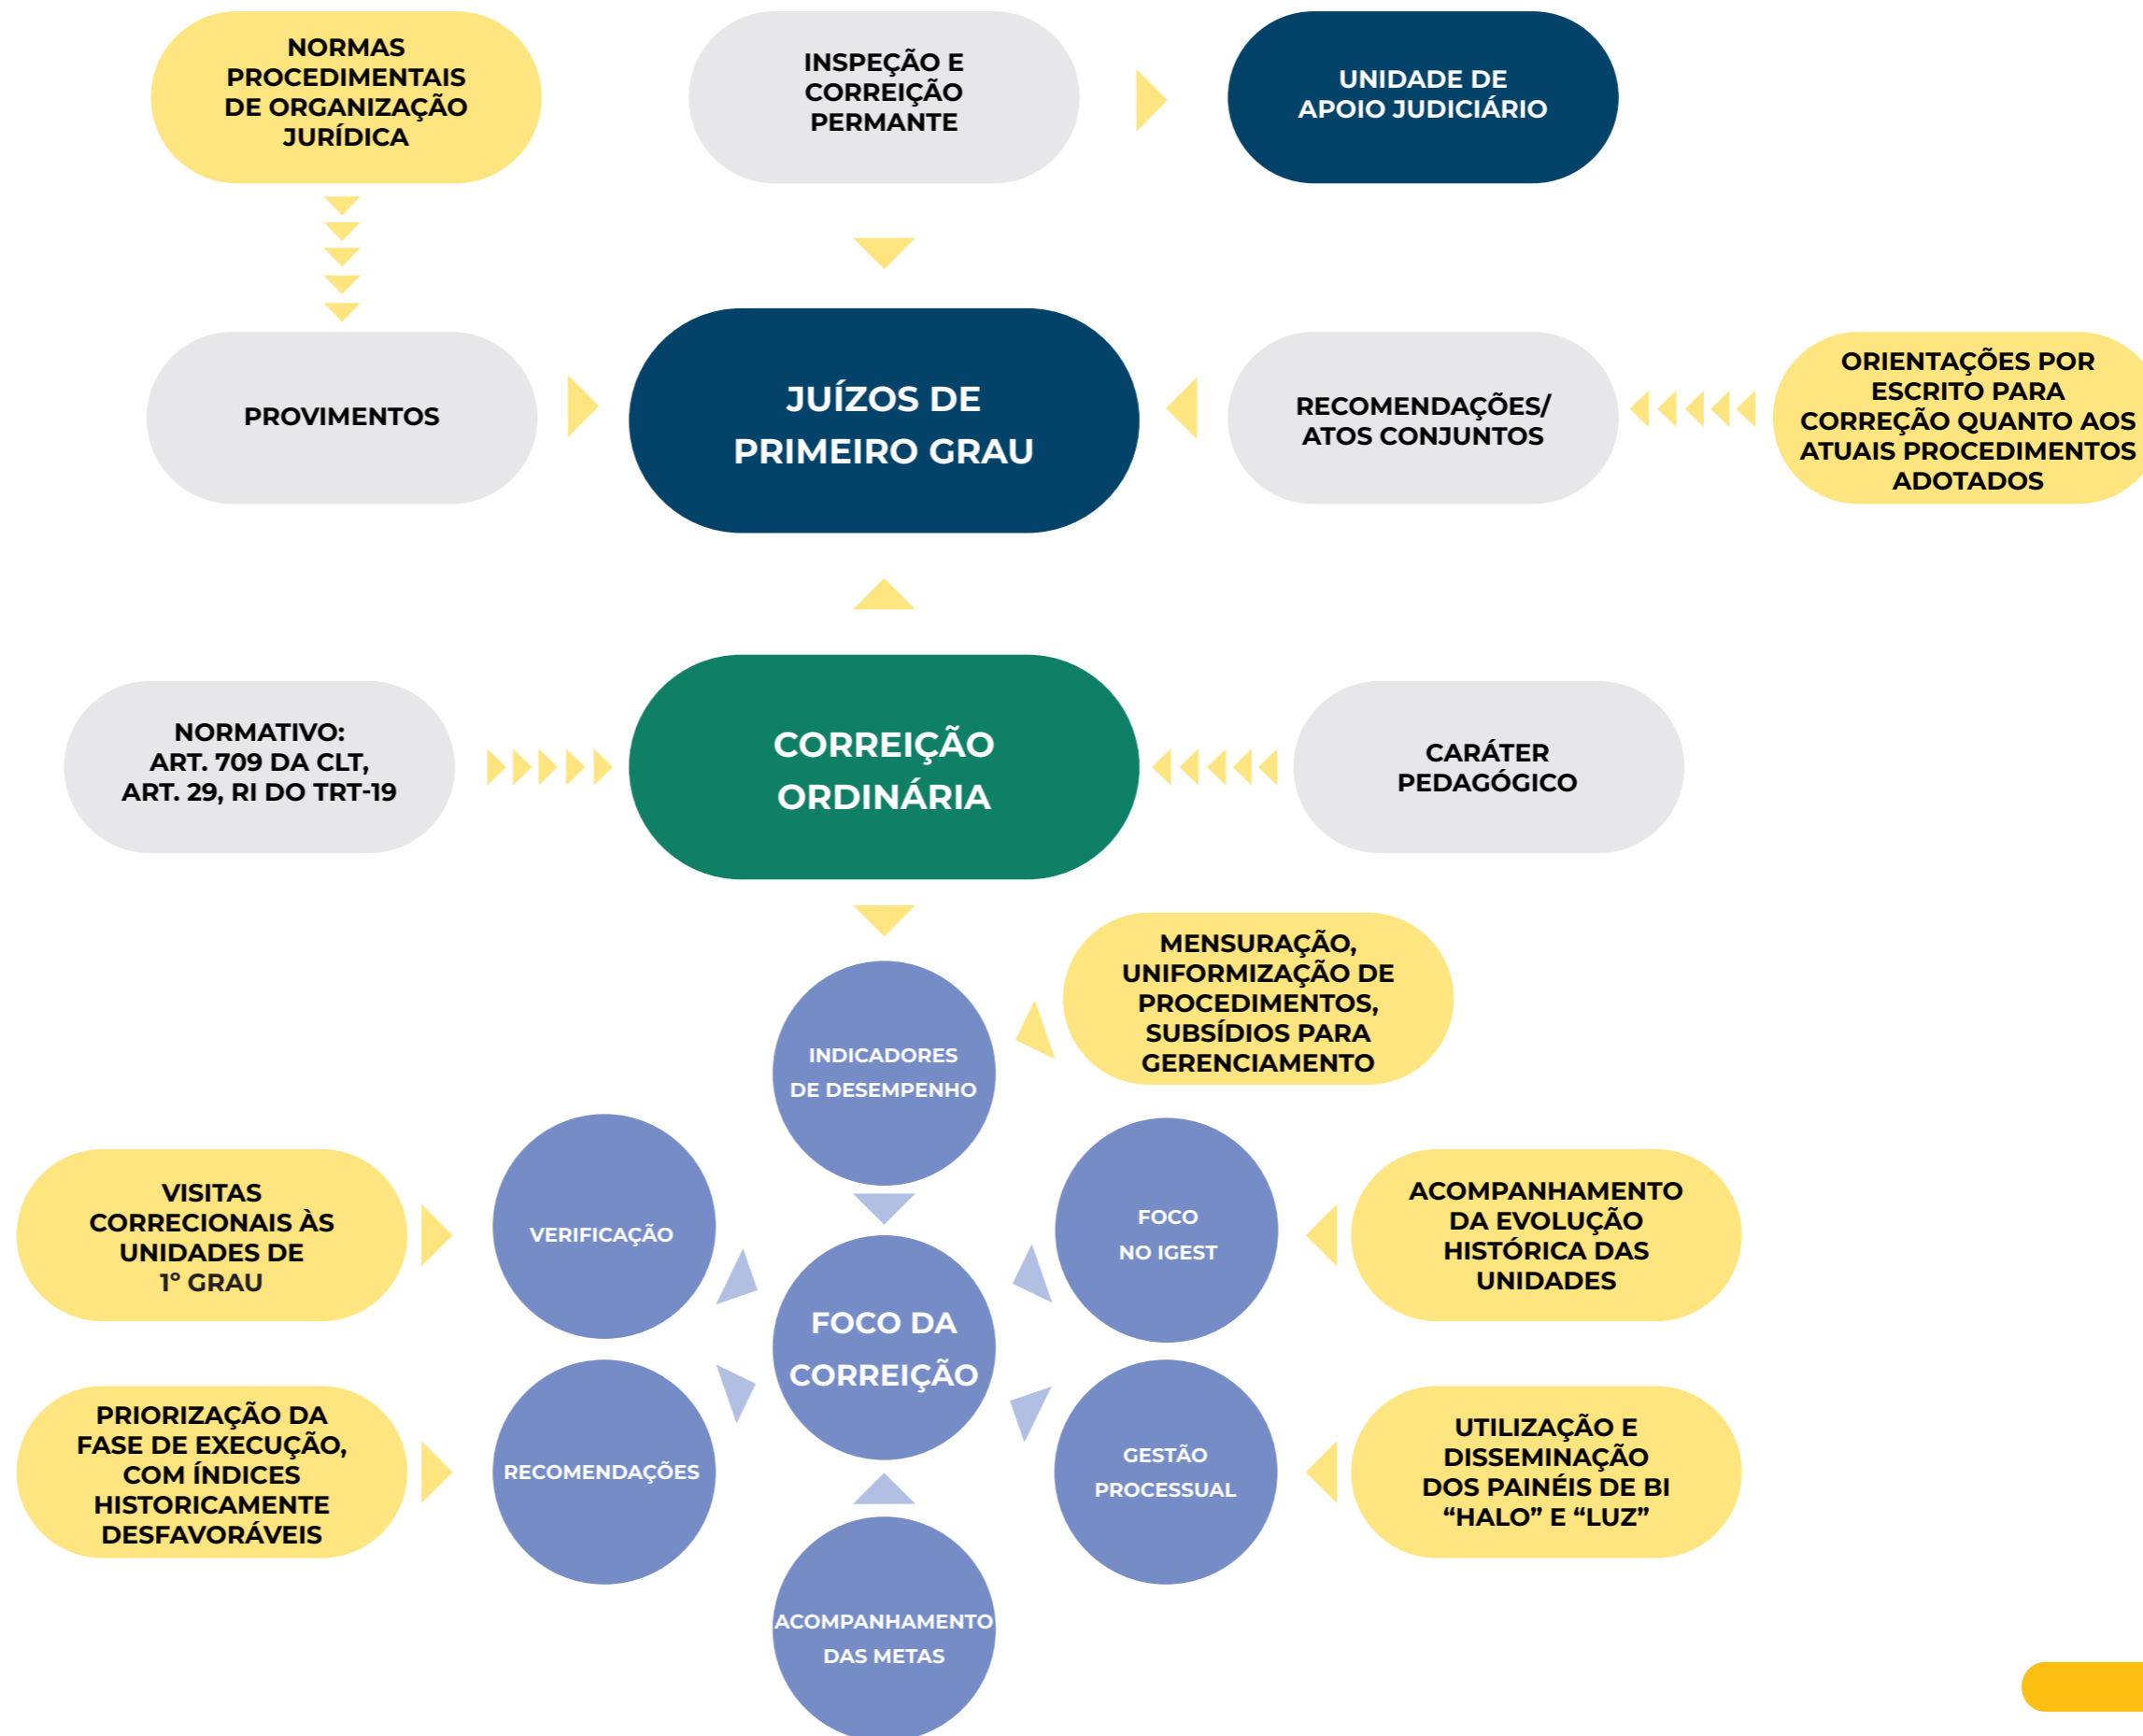 NORMAS
PROCEDIMENTAIS
DE ORGANIZAÇÃO
JURÍDICA
INSPEÇÃO E
CORREIÇÃO
PERMANTE
UNIDADE DE
APOIO JUDICIÁRIO
PROVIMENTOS
JUÍZOS DE
PRIMEIRO GRAU
RECOMENDAÇÕES/
ATOS CONJUNTOS
ORIENTAÇÕES POR
ESCRITO PARA
CORREÇÃO QUANTO AOS
ATUAIS PROCEDIMENTOS
ADOTADOS
NORMATIVO:
ART. 709 DA CLT,
ART. 29, RI DO TRT-19
CORREIÇÃO
ORDINÁRIA
CARÁTER
PEDAGÓGICO
MENSURAÇÃO,
UNIFORMIZAÇÃO DE
PROCEDIMENTOS,
SUBSÍDIOS PARA
GERENCIAMENTO
INDICADORES
DE DESEMPENHO
VISITAS
CORRECIONAIS ÀS
UNIDADES DE
1º GRAU
VERIFICAÇÃO
FOCO
NO IGEST
ACOMPANHAMENTO
DA EVOLUÇÃO
HISTÓRICA DAS
UNIDADES
FOCO DA
CORREIÇÃO
PRIORIZAÇÃO DA
FASE DE EXECUÇÃO,
COM ÍNDICES
HISTORICAMENTE
DESFAVORÁVEIS
RECOMENDAÇÕES
GESTÃO
PROCESSUAL
UTILIZAÇÃO E
DISSEMINAÇÃO
DOS PAINÉIS DE BI
“HALO” E “LUZ”
ACOMPANHAMENTO
DAS METAS